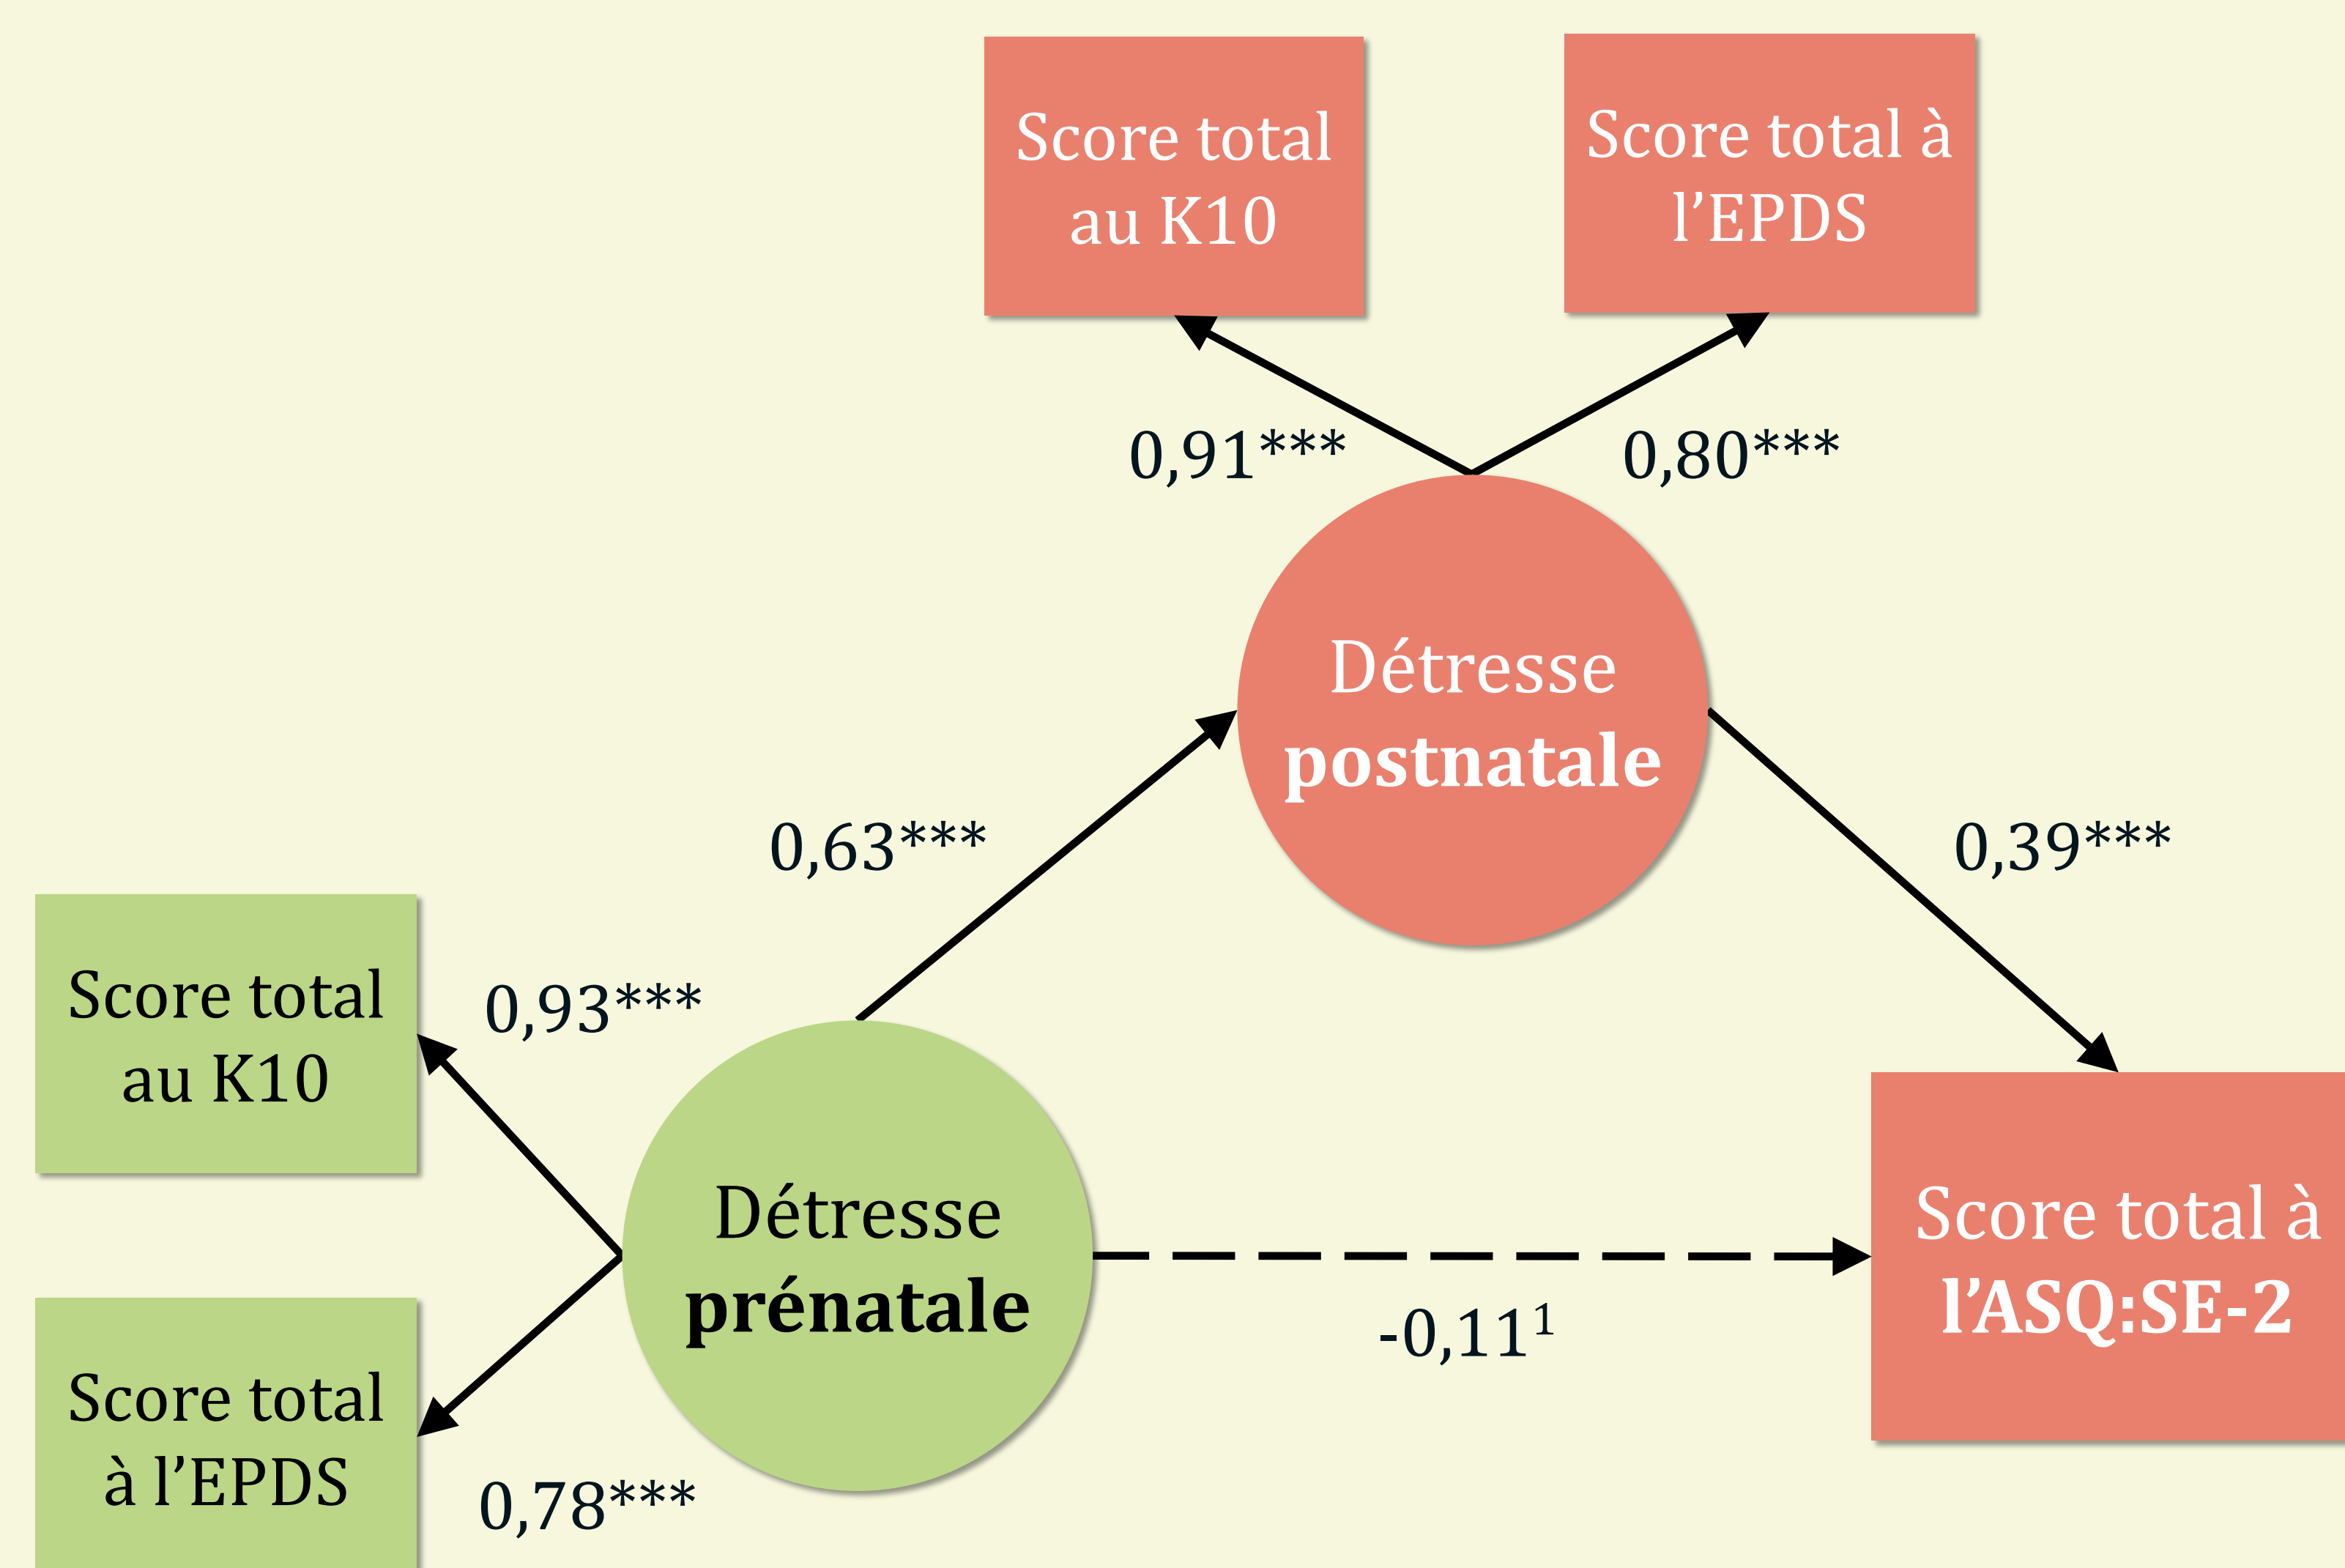 Score total
au K10
Score total à
l’EPDS
0,91***
0,80***
Détresse
postnatale
0,63***
0,39***
Score total
au K10
0,93***
Détresse
prénatale
-0,11¹
Score total à
l’ASQ:SE-2
Score total
à l’EPDS
0,78***